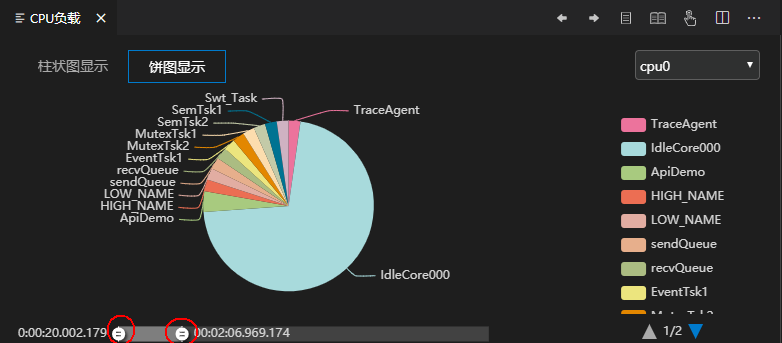 CPU负载
柱状图显示
饼图显示
cpu0
Swt_Task
SemTsk1
SemTsk2
MutexTsk1
MutexTsk2
EventTsk1
recvQueue
sendQueue
LOW_NAME
HIGH_NAME
ApiDemo
TraceAgent
IdleCore000
TraceAgent
IdleCore000
ApiDemo
HIGH_NAME
LOW_NAME
sendQueue
recvQueue
EventTsk1
MutexTsk2
0:00:20.002.179
00:02:06.969.174
1/2